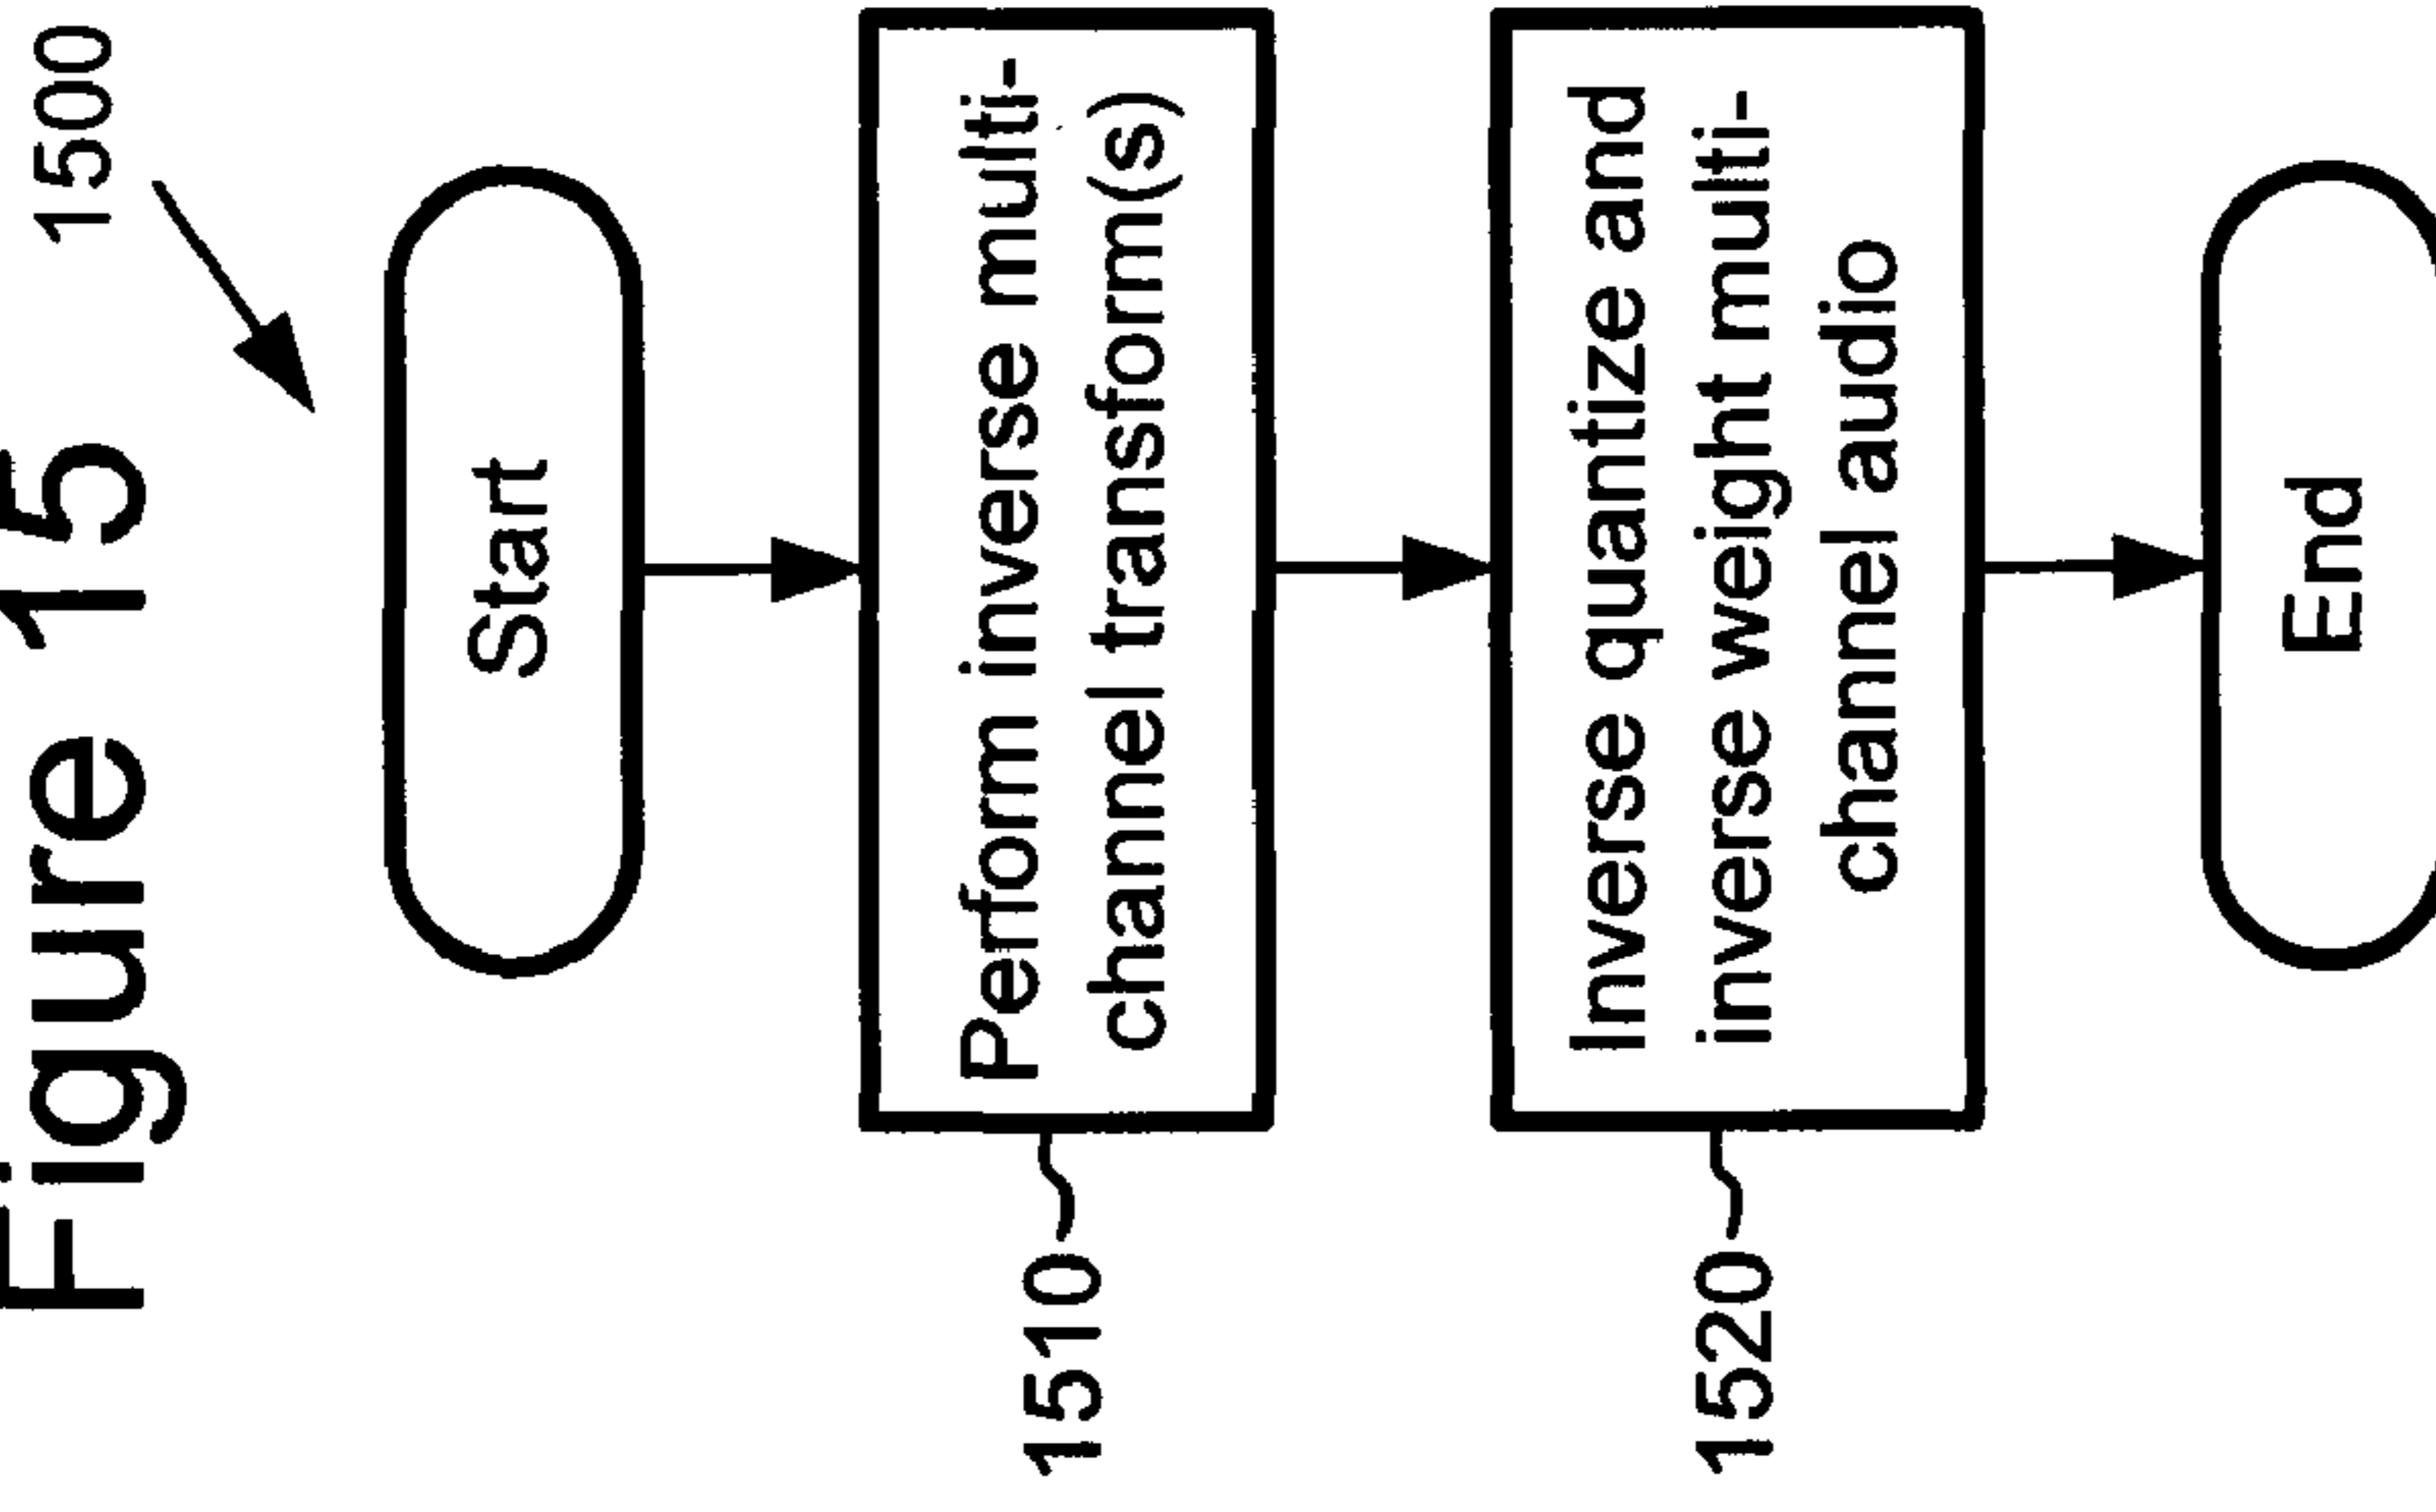 Figure 15
1500
Start
Perform inverse multi-
channel transform(s)
1510
Inverse quantize and
inverse weight multi-
channel audio
1520
End